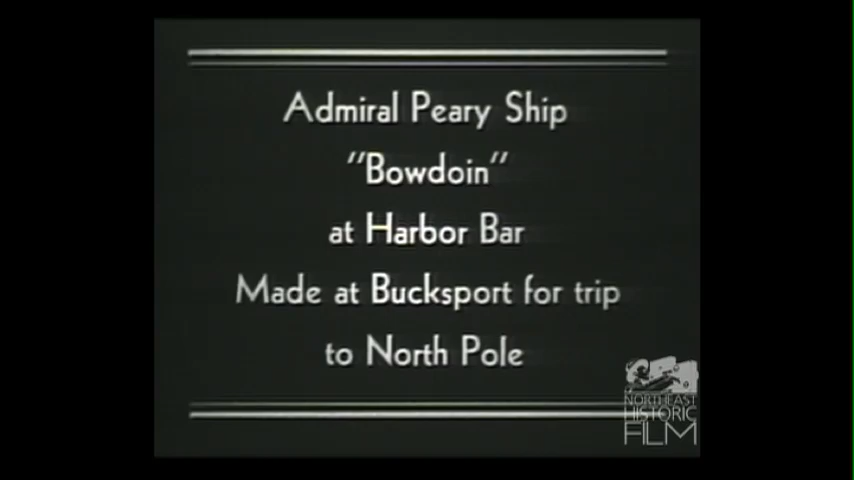 Admiral Peary Ship
"Bowdoin"
at Harbor Bar
Made at Bucksport for trip
to North Pole
NORTHEAST
HISTORIC
FILM